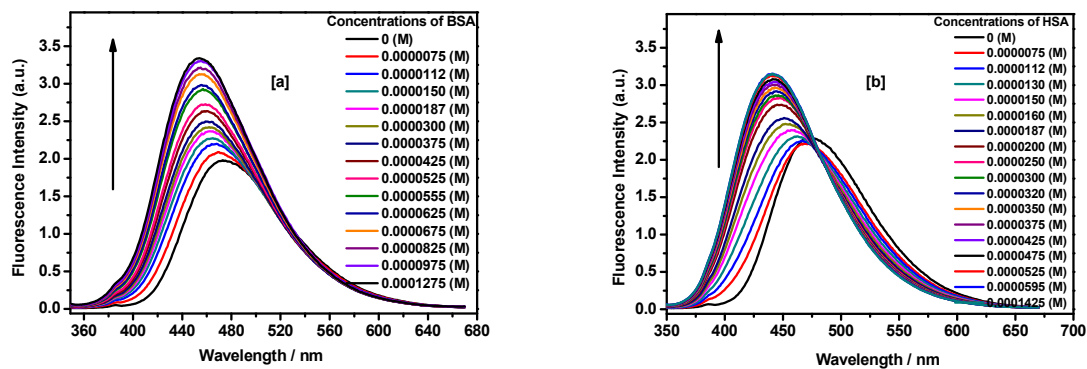 Concentrations of BSA
0 (M)
0.0000075 (M)
0.0000112 (M)
0.0000150 (M)
0.0000187 (M)
0.0000300 (M)
0.0000375 (M)
0.0000425 (M)
0.0000525 (M)
0.0000555 (M)
0.0000625 (M)
0.0000675 (M)
0.0000825 (M)
0.0000975 (M)
0.0001275 (M)
[a]
Fluorescence Intensity (a.u.)
3.5
3.0
2.5
2.0
1.5
1.0
0.5
0.0
360 400 440 480 520 560 600 640 680
Wavelength / nm
Concentrations of HSA
0 (M)
0.0000075 (M)
0.0000112 (M)
0.0000130 (M)
0.0000150 (M)
0.0000160 (M)
0.0000187 (M)
0.0000200 (M)
0.0000250 (M)
0.0000300 (M)
0.0000320 (M)
0.0000350 (M)
0.0000375 (M)
0.0000425 (M)
0.0000475 (M)
0.0000525 (M)
0.0000595 (M)
0.0001425 (M)
[b]
Fluorescence Intensity (a.u.)
3.5
3.0
2.5
2.0
1.5
1.0
0.5
0.0
350 400 450 500 550 600 650 700
Wavelength / nm